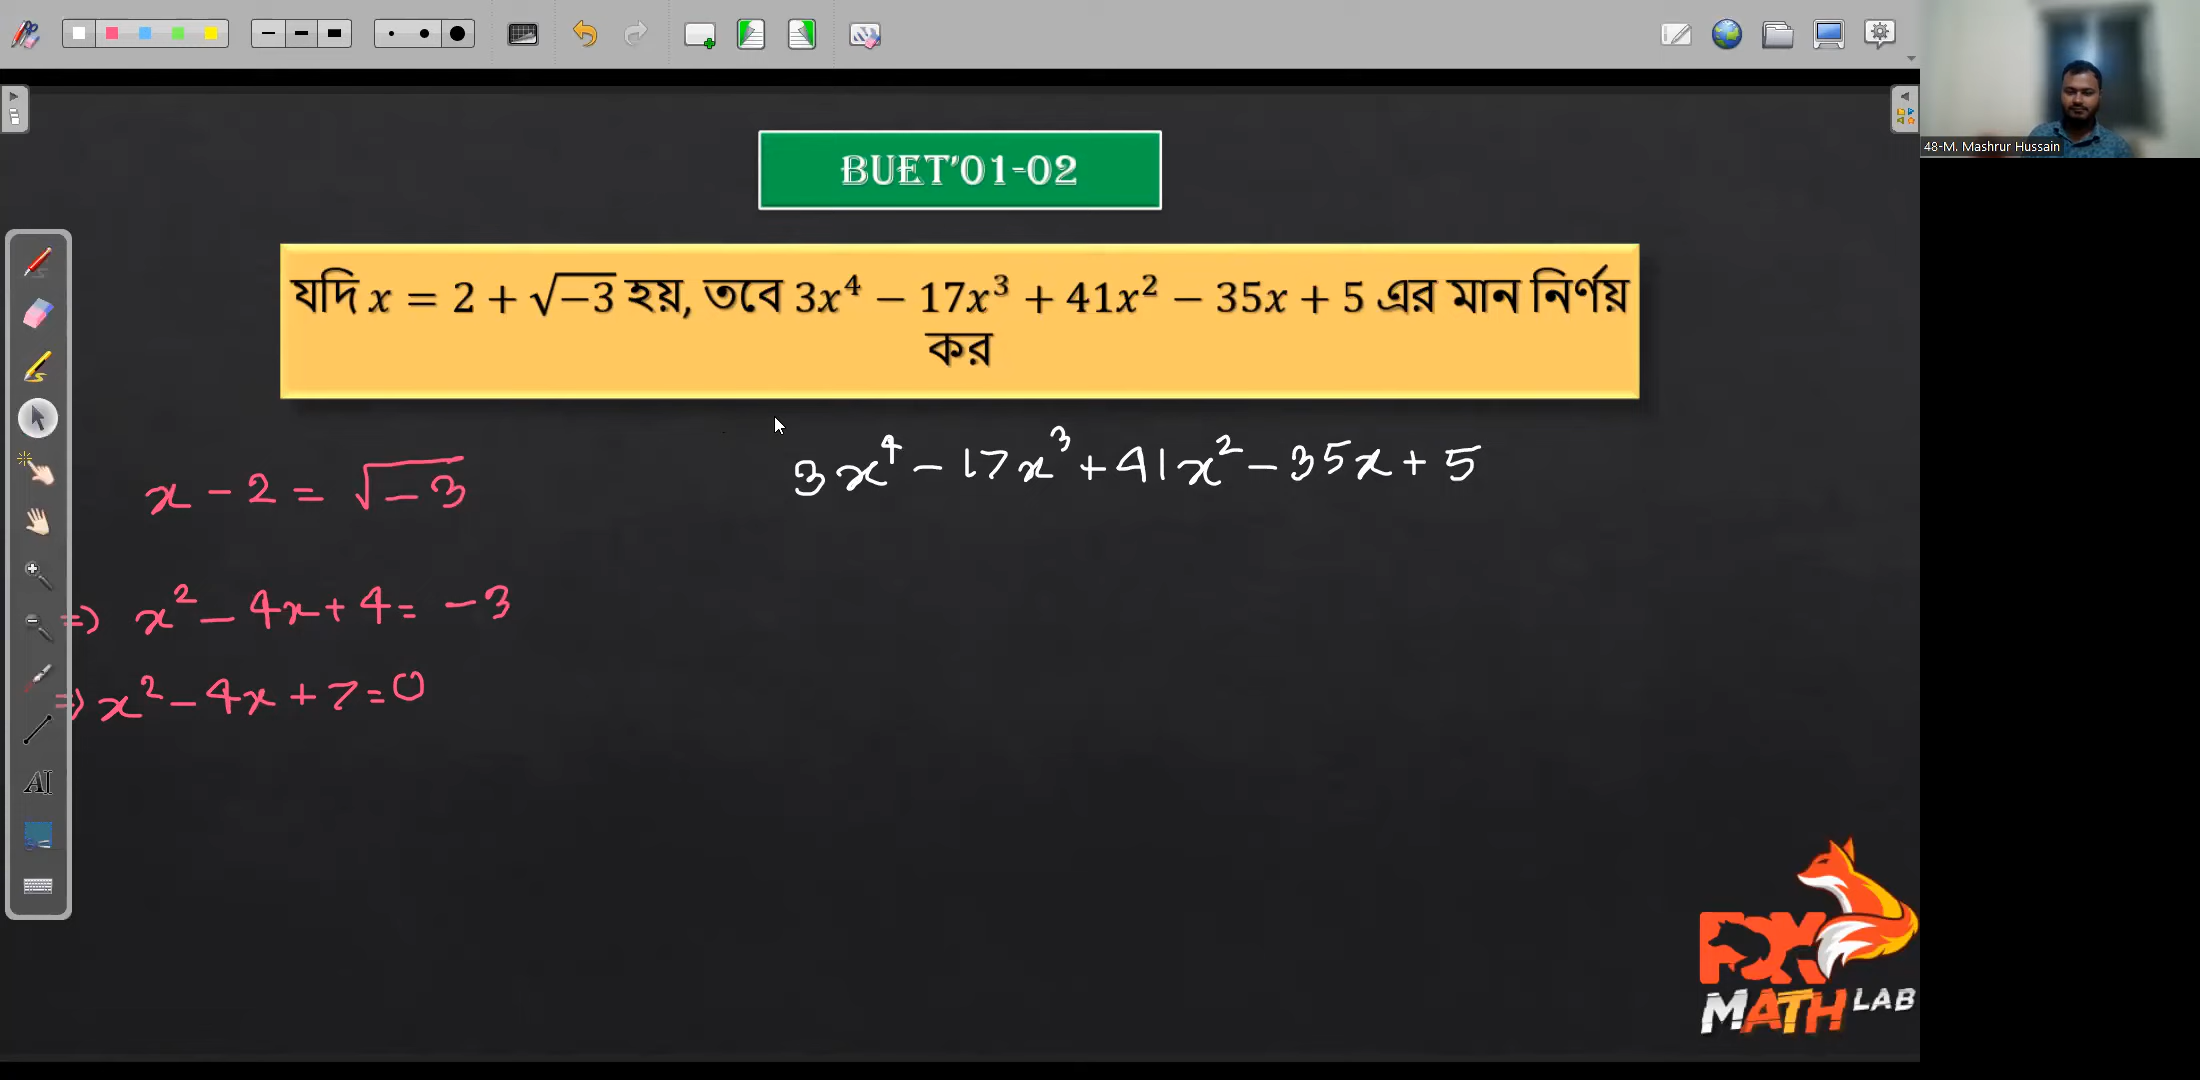 48-M. Mashrur Hussain
BUET'01-02
যদি x = 2 + √−3 হয়, তবে 3x⁴ − 17x³ + 41x² − 35x + 5 এর মান নির্ণয়
কর
3x⁴ − 17x³ + 41x² − 35x + 5
x − 2 = √−3
=> x² − 4x + 4 = −3
=> x² − 4x + 7 = 0
AI
FOX
MATH LAB